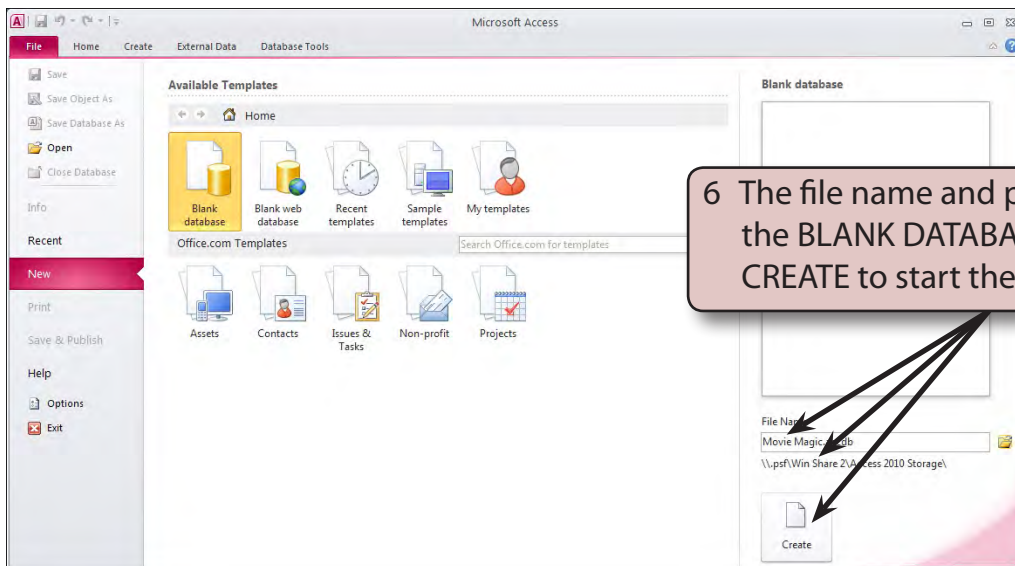 Microsoft Access
File Home Create External Data Database Tools
Save
Save Object As
Save Database As
Open
Close Database
Info
Recent
New
Print
Save & Publish
Help
Options
Exit
Available Templates
Home
Blank database
Blank web database
Recent templates
Sample templates
My templates
Office.com Templates
Search Office.com for templates
Assets
Contacts
Issues & Tasks
Non-profit
Projects
Blank database
6 The file name and p
the BLANK DATABA
CREATE to start the
File
Movie Magic.
\\.psf\Win Share 2\Access 2010 Storage\
Create